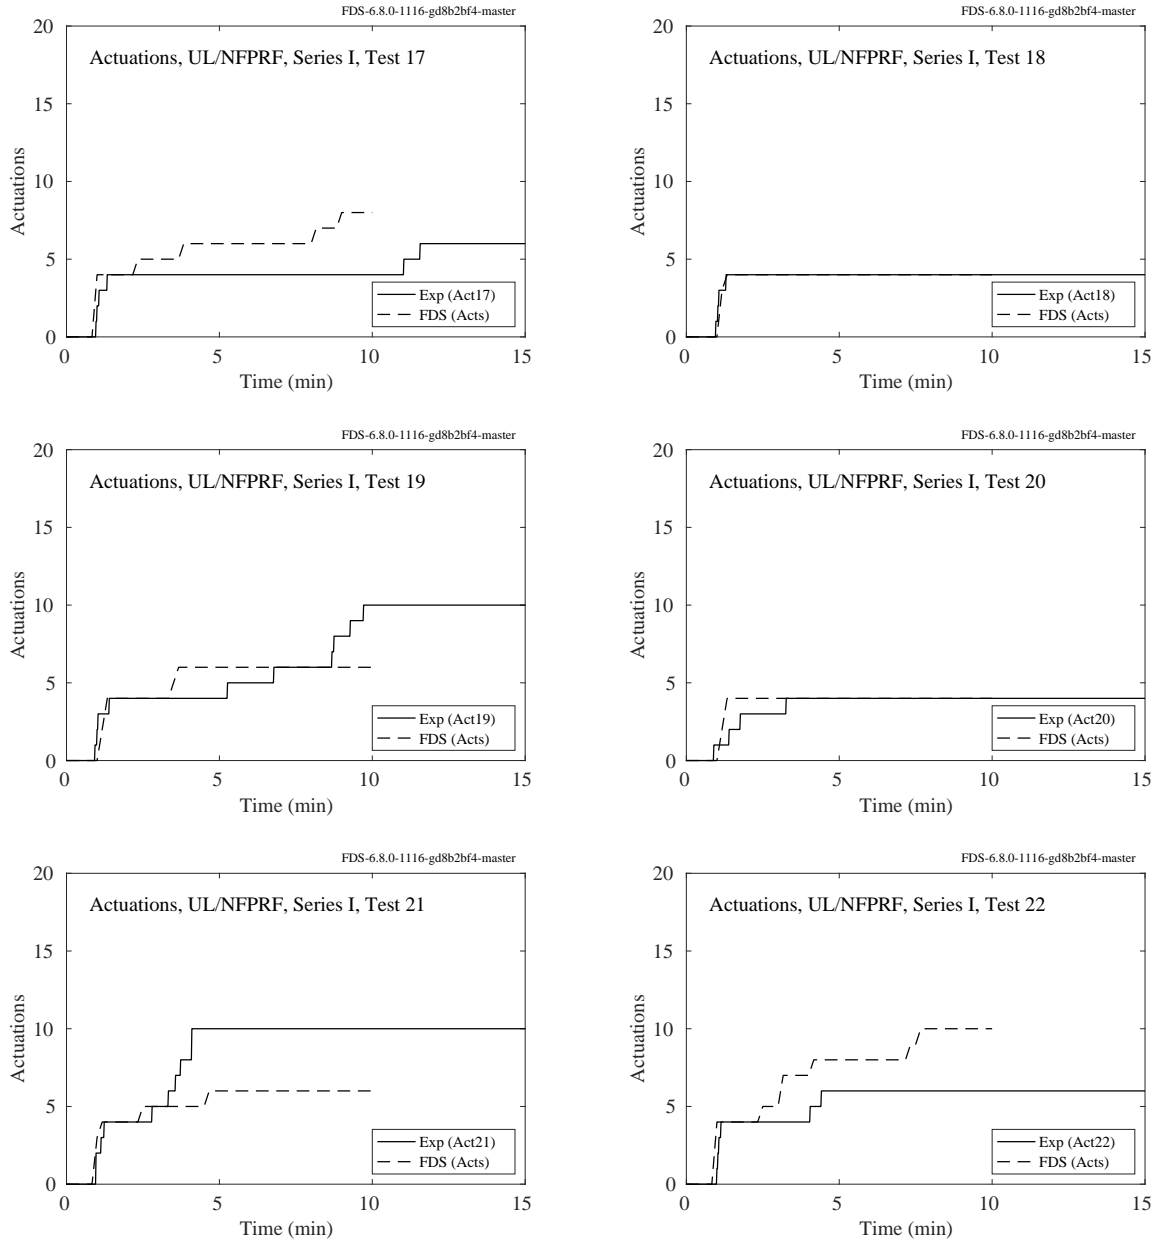 FDS-6.8.0-1116-gd8b2bf4-master
Actuations, UL/NFPRF, Series I, Test 17
20
15
10
5
0
Actuations
Exp (Act17)
FDS (Acts)
0 5 10 15
Time (min)
FDS-6.8.0-1116-gd8b2bf4-master
Actuations, UL/NFPRF, Series I, Test 18
20
15
10
5
0
Actuations
Exp (Act18)
FDS (Acts)
0 5 10 15
Time (min)
FDS-6.8.0-1116-gd8b2bf4-master
Actuations, UL/NFPRF, Series I, Test 19
20
15
10
5
0
Actuations
Exp (Act19)
FDS (Acts)
0 5 10 15
Time (min)
FDS-6.8.0-1116-gd8b2bf4-master
Actuations, UL/NFPRF, Series I, Test 20
20
15
10
5
0
Actuations
Exp (Act20)
FDS (Acts)
0 5 10 15
Time (min)
FDS-6.8.0-1116-gd8b2bf4-master
Actuations, UL/NFPRF, Series I, Test 21
20
15
10
5
0
Actuations
Exp (Act21)
FDS (Acts)
0 5 10 15
Time (min)
FDS-6.8.0-1116-gd8b2bf4-master
Actuations, UL/NFPRF, Series I, Test 22
20
15
10
5
0
Actuations
Exp (Act22)
FDS (Acts)
0 5 10 15
Time (min)